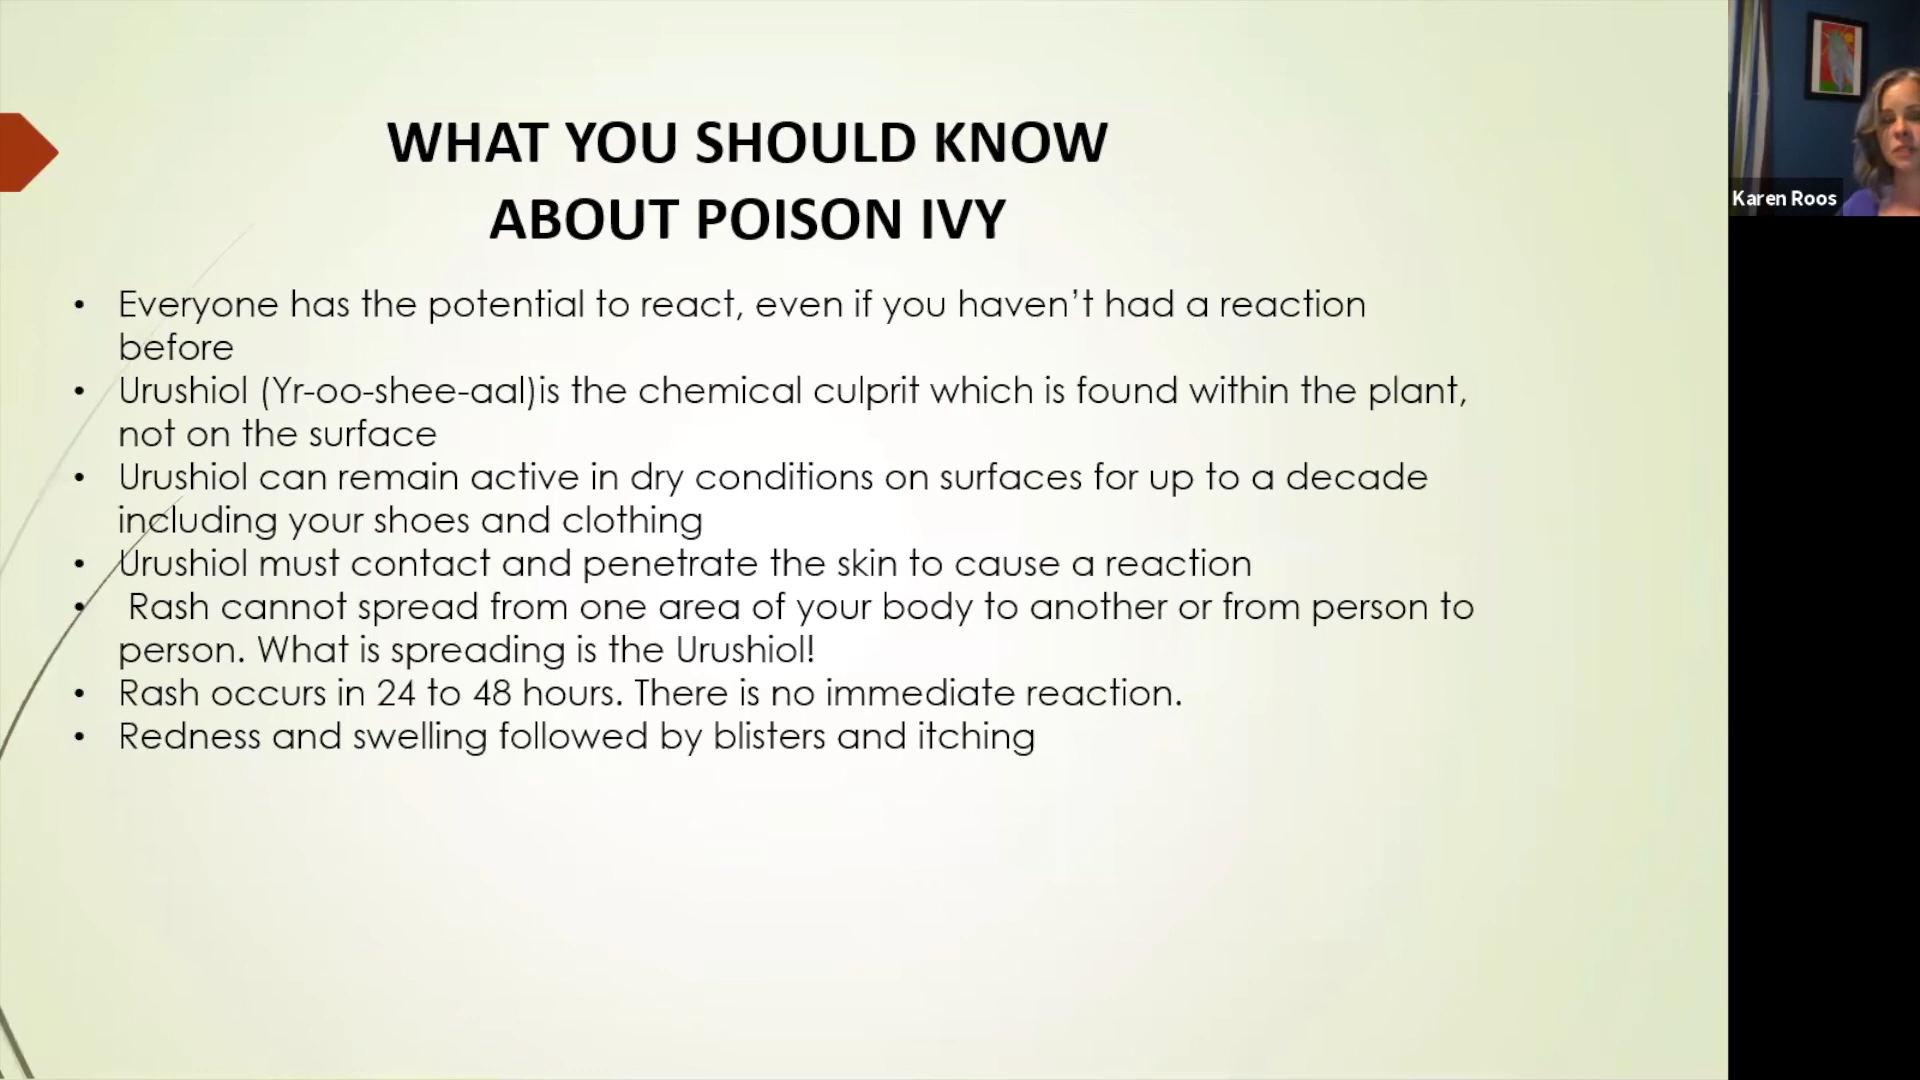 WHAT YOU SHOULD KNOW
ABOUT POISON IVY
• Everyone has the potential to react, even if you haven’t had a reaction
before
• Urushiol (Yr-oo-shee-aal)is the chemical culprit which is found within the plant,
not on the surface
• Urushiol can remain active in dry conditions on surfaces for up to a decade
including your shoes and clothing
• Urushiol must contact and penetrate the skin to cause a reaction
• Rash cannot spread from one area of your body to another or from person to
person. What is spreading is the Urushiol!
• Rash occurs in 24 to 48 hours. There is no immediate reaction.
• Redness and swelling followed by blisters and itching
Karen Roos